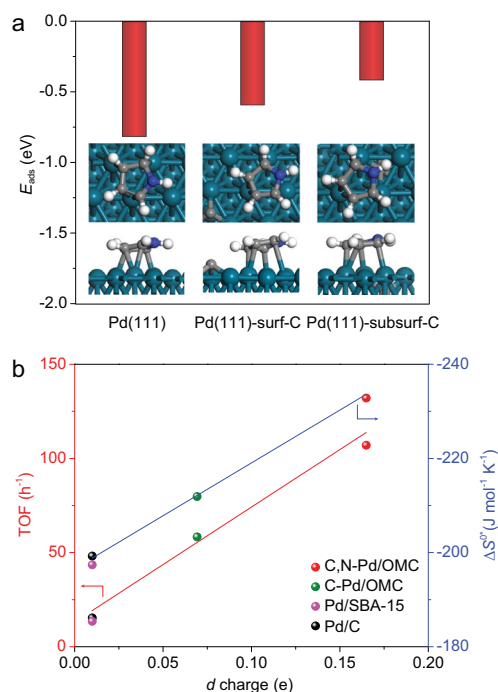 a
0.0
-0.5
-1.0
-1.5
-2.0
E_ads (eV)
Pd(111)
Pd(111)-surf-C
Pd(111)-subsurf-C
b
150
100
50
0
TOF (h⁻¹)
-240
-220
-200
-180
ΔS⁰*(J mol⁻¹ K⁻¹)
C,N-Pd/OMC
C-Pd/OMC
Pd/SBA-15
Pd/C
0.00
0.05
0.10
0.15
0.20
d charge (e)